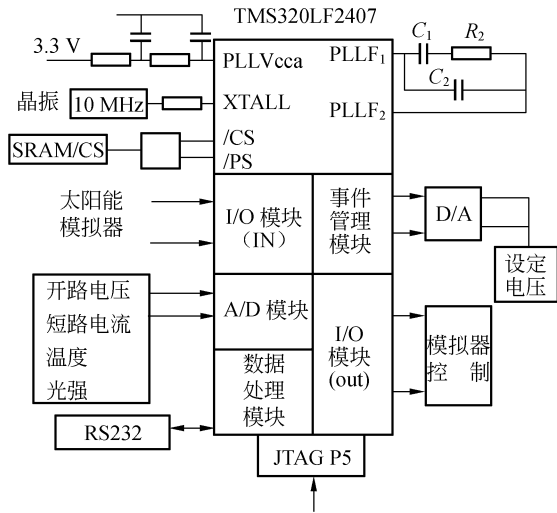 TMS320LF2407
3.3 V
PLLVcca
PLLF₁
C₁
R₂
C₂
晶振
10 MHz
XTALL
PLLF₂
SRAM/CS
/CS
/PS
太阳能
模拟器
I/O 模块
(IN)
事件
管理
模块
D/A
设定
电压
开路电压
短路电流
温度
光强
A/D 模块
I/O
模块
(out)
模拟器
控 制
数据
处理
模块
RS232
JTAG P5